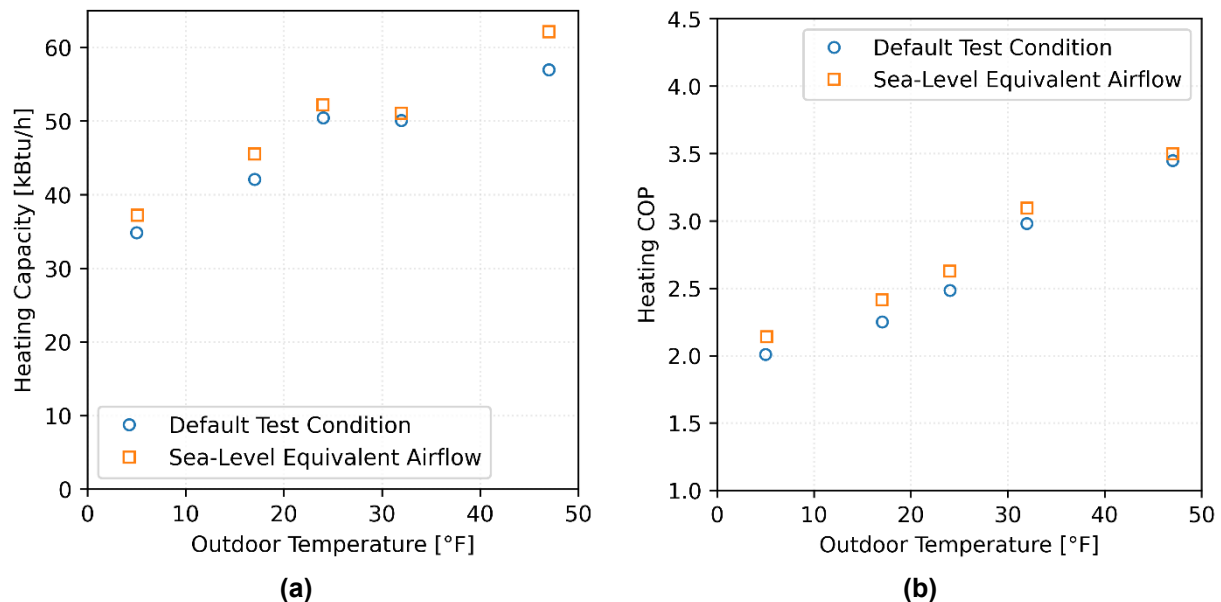 60
50
40
30
20
10
0
Heating Capacity [kBtu/h]
Default Test Condition
Sea-Level Equivalent Airflow
0 10 20 30 40 50
Outdoor Temperature [°F]
(a)
4.5
4.0
3.5
3.0
2.5
2.0
1.5
1.0
Heating COP
Default Test Condition
Sea-Level Equivalent Airflow
0 10 20 30 40 50
Outdoor Temperature [°F]
(b)